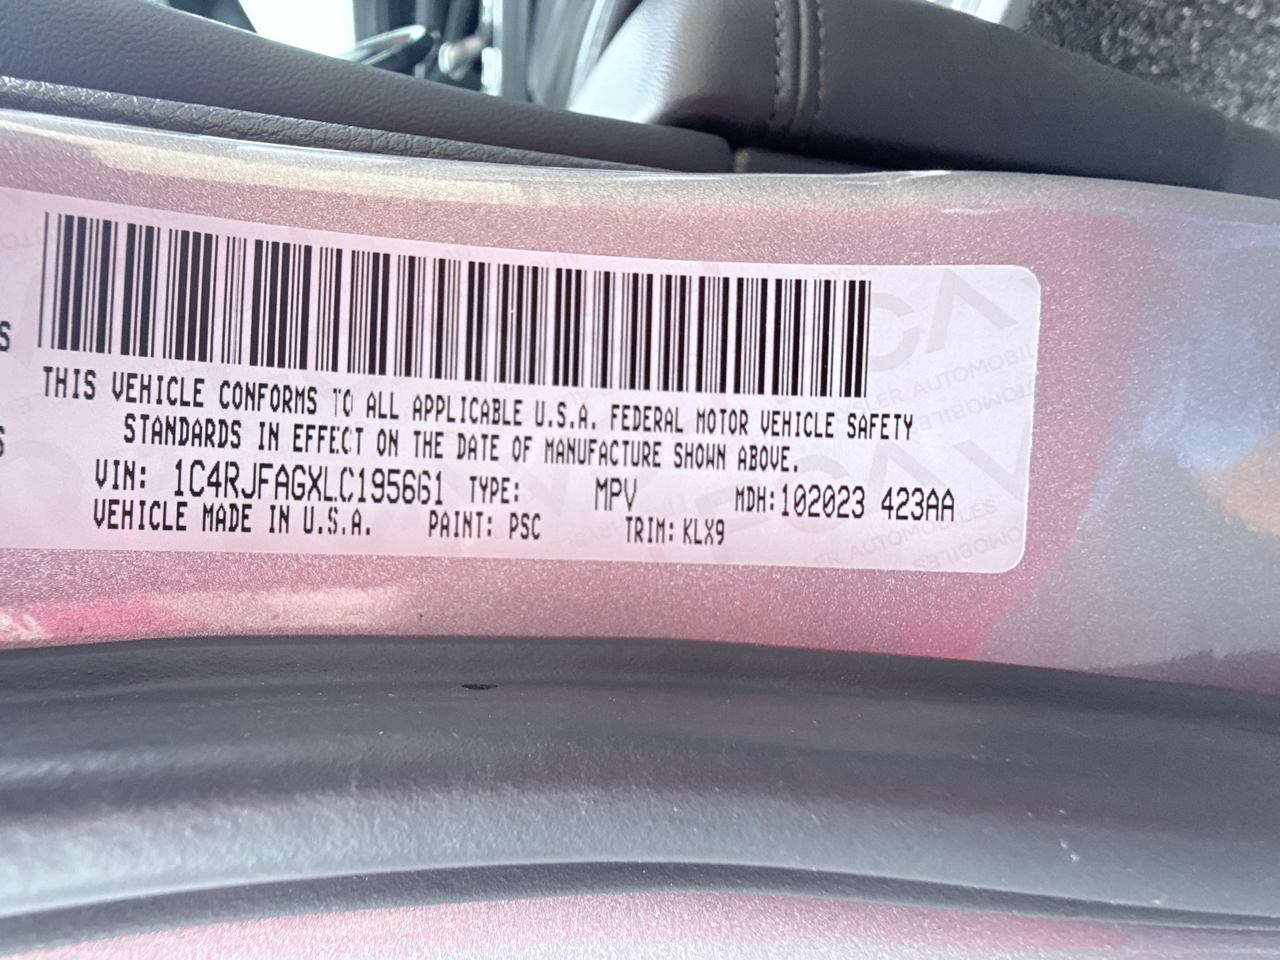 S
S
THIS VEHICLE CONFORMS TO ALL APPLICABLE U.S.A. FEDERAL MOTOR VEHICLE SAFETY
STANDARDS IN EFFECT ON THE DATE OF MANUFACTURE SHOWN ABOVE.
VIN: 1C4RJFAGXLC195661 TYPE: MPV MDH:102023 423AA
VEHICLE MADE IN U.S.A. PAINT: PSC TRIM: KLX9